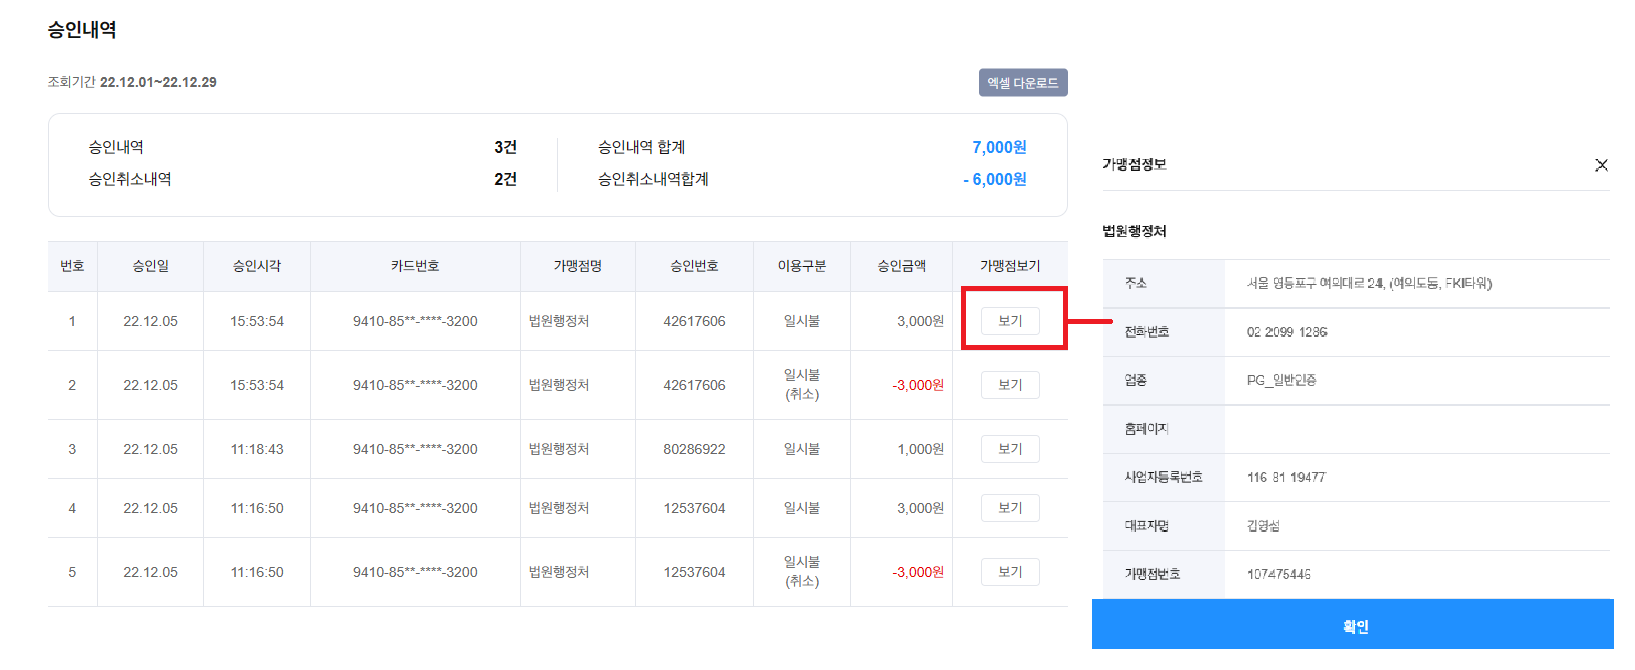 승인내역
조회기간 22.12.01~22.12.29
엑셀 다운로드
승인내역 3건 승인내역 합계 7,000원
승인취소내역 2건 승인취소내역합계 - 6,000원
번호 승인일 승인시각 카드번호 가맹점명 승인번호 이용구분 승인금액 가맹점보기
1 22.12.05 15:53:54 9410-85**-****-3200 법원행정처 42617606 일시불 3,000원 보기
2 22.12.05 15:53:54 9410-85**-****-3200 법원행정처 42617606 일시불 (취소) -3,000원 보기
3 22.12.05 11:18:43 9410-85**-****-3200 법원행정처 80286922 일시불 1,000원 보기
4 22.12.05 11:16:50 9410-85**-****-3200 법원행정처 12537604 일시불 3,000원 보기
5 22.12.05 11:16:50 9410-85**-****-3200 법원행정처 12537604 일시불 (취소) -3,000원 보기
가맹점정보
법원행정처
주소 서울 영등포구 여의대로 24, (여의도동, FKI타워)
전화번호 02-2099-1286
업종 PG_일반인증
홈페이지
사업자등록번호 116-81-19477
대표자명 김영섭
가맹점번호 107475446
확인